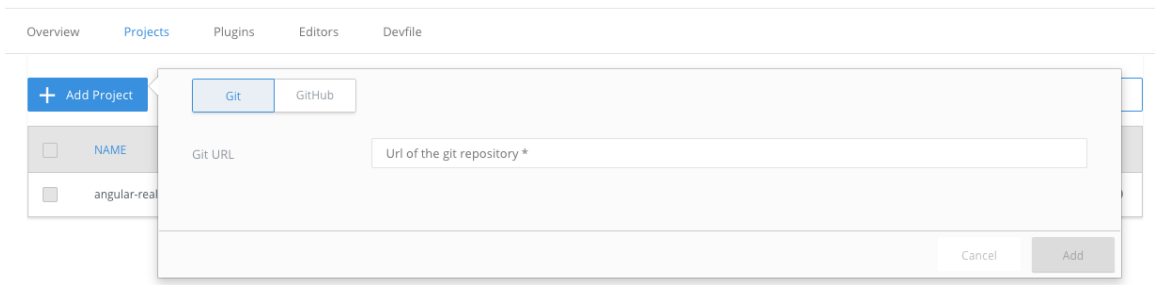 Overview Projects Plugins Editors Devfile
+ Add Project Git GitHub
NAME Git URL Url of the git repository *
angular-real
Cancel Add